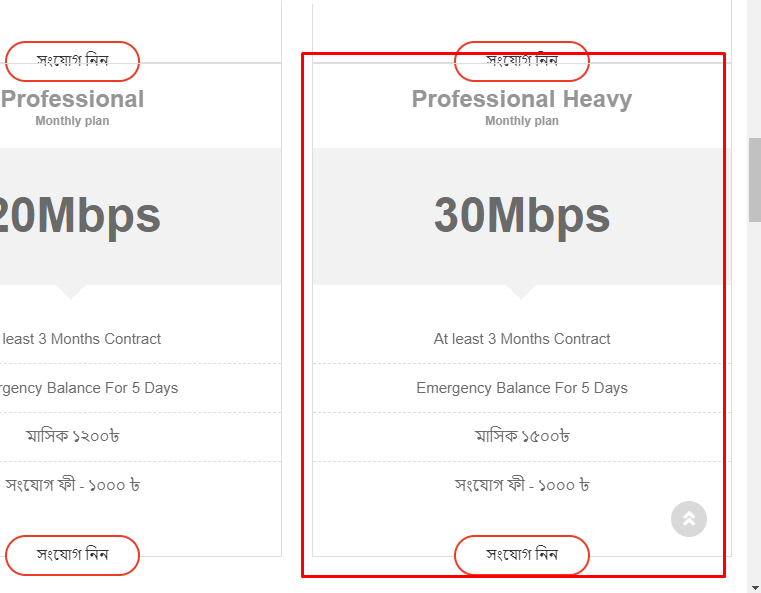 সংযোগ নিন
Professional
Monthly plan
20Mbps
least 3 Months Contract
Balance For 5 Days
মাসিক ১২০০৳
সংযোগ ফী - ১০০০ ৳
সংযোগ নিন
সংযোগ নিন
Professional Heavy
Monthly plan
30Mbps
At least 3 Months Contract
Emergency Balance For 5 Days
মাসিক ১৫০০৳
সংযোগ ফী - ১০০০ ৳
সংযোগ নিন